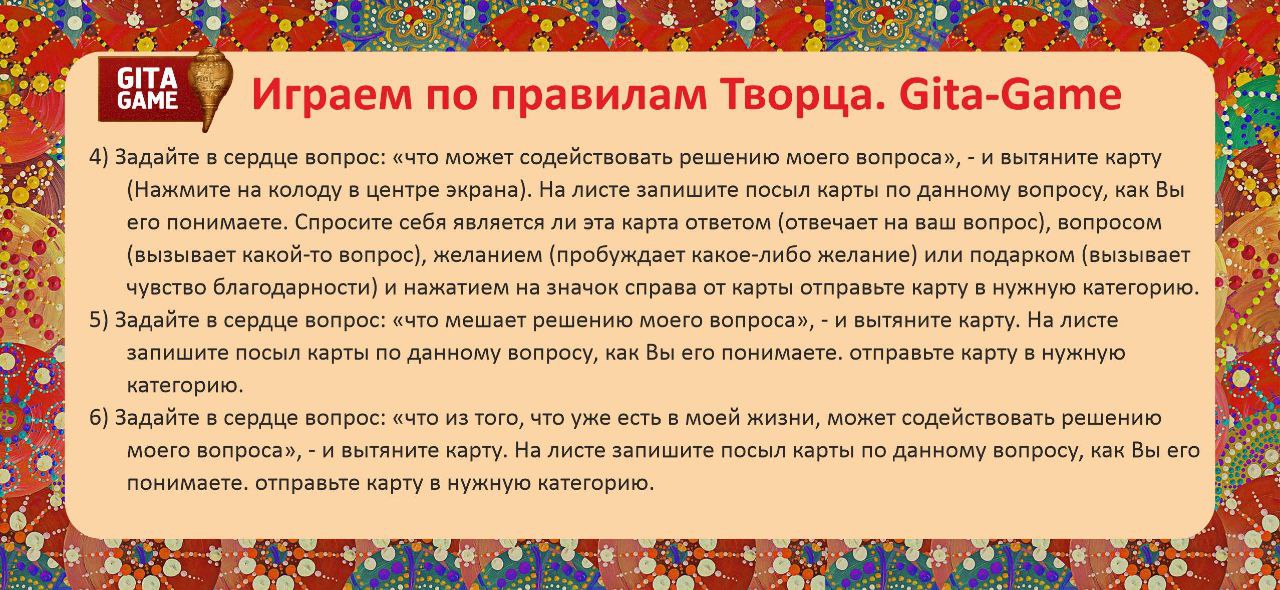 GITA
GAME
Играем по правилам Творца. Gita-Game
4) Задайте в сердце вопрос: «что может содействовать решению моего вопроса», - и вытяните карту
(Нажмите на колоду в центре экрана). На листе запишите посыл карты по данному вопросу, как Вы
его понимаете. Спросите себя является ли эта карта ответом (отвечает на ваш вопрос), вопросом
(вызывает какой-то вопрос), желанием (пробуждает какое-либо желание) или подарком (вызывает
чувство благодарности) и нажатием на значок справа от карты отправьте карту в нужную категорию.
5) Задайте в сердце вопрос: «что мешает решению моего вопроса», - и вытяните карту. На листе
запишите посыл карты по данному вопросу, как Вы его понимаете. отправьте карту в нужную
категорию.
6) Задайте в сердце вопрос: «что из того, что уже есть в моей жизни, может содействовать решению
моего вопроса», - и вытяните карту. На листе запишите посыл карты по данному вопросу, как Вы его
понимаете. отправьте карту в нужную категорию.